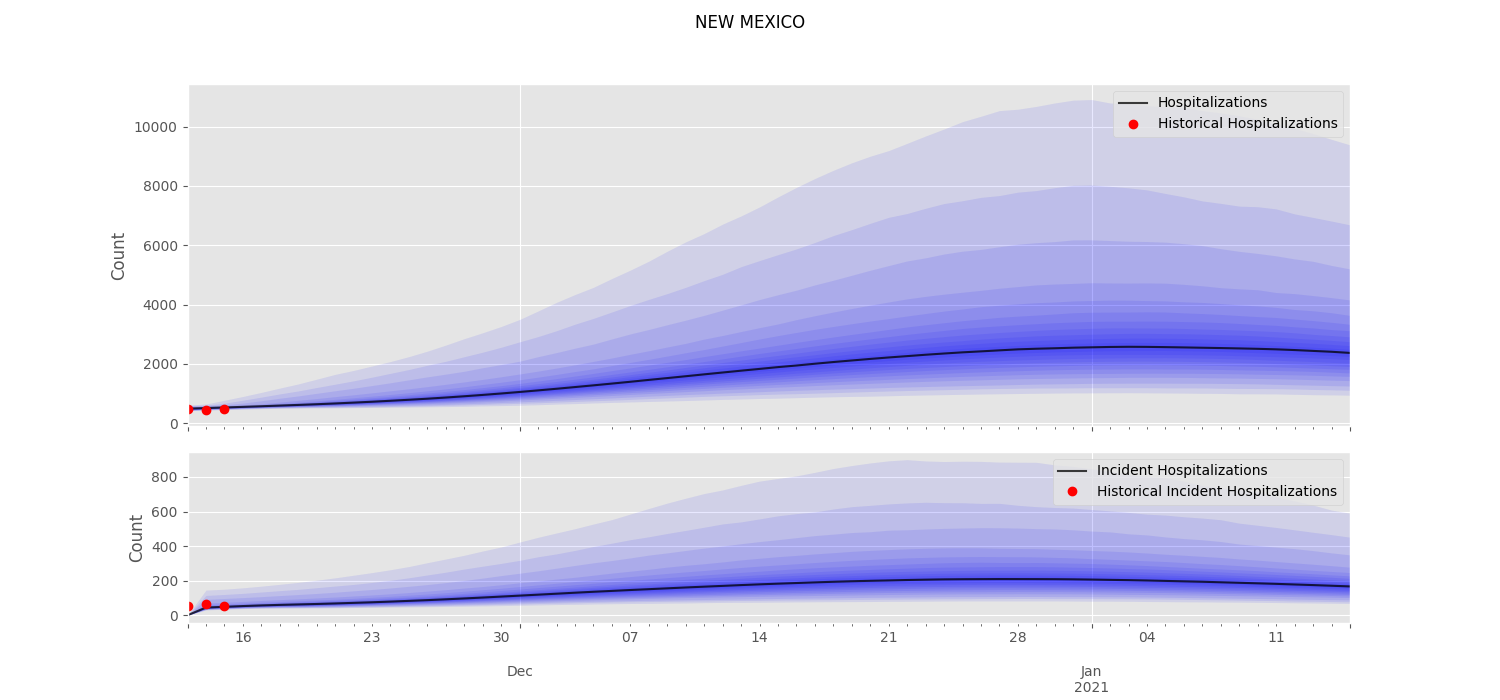 NEW MEXICO
Hospitalizations
Historical Hospitalizations
Count
10000
8000
6000
4000
2000
0
Incident Hospitalizations
Historical Incident Hospitalizations
Count
800
600
400
200
0
16 23 30 07 14 21 28 04 11
Dec Jan
2021